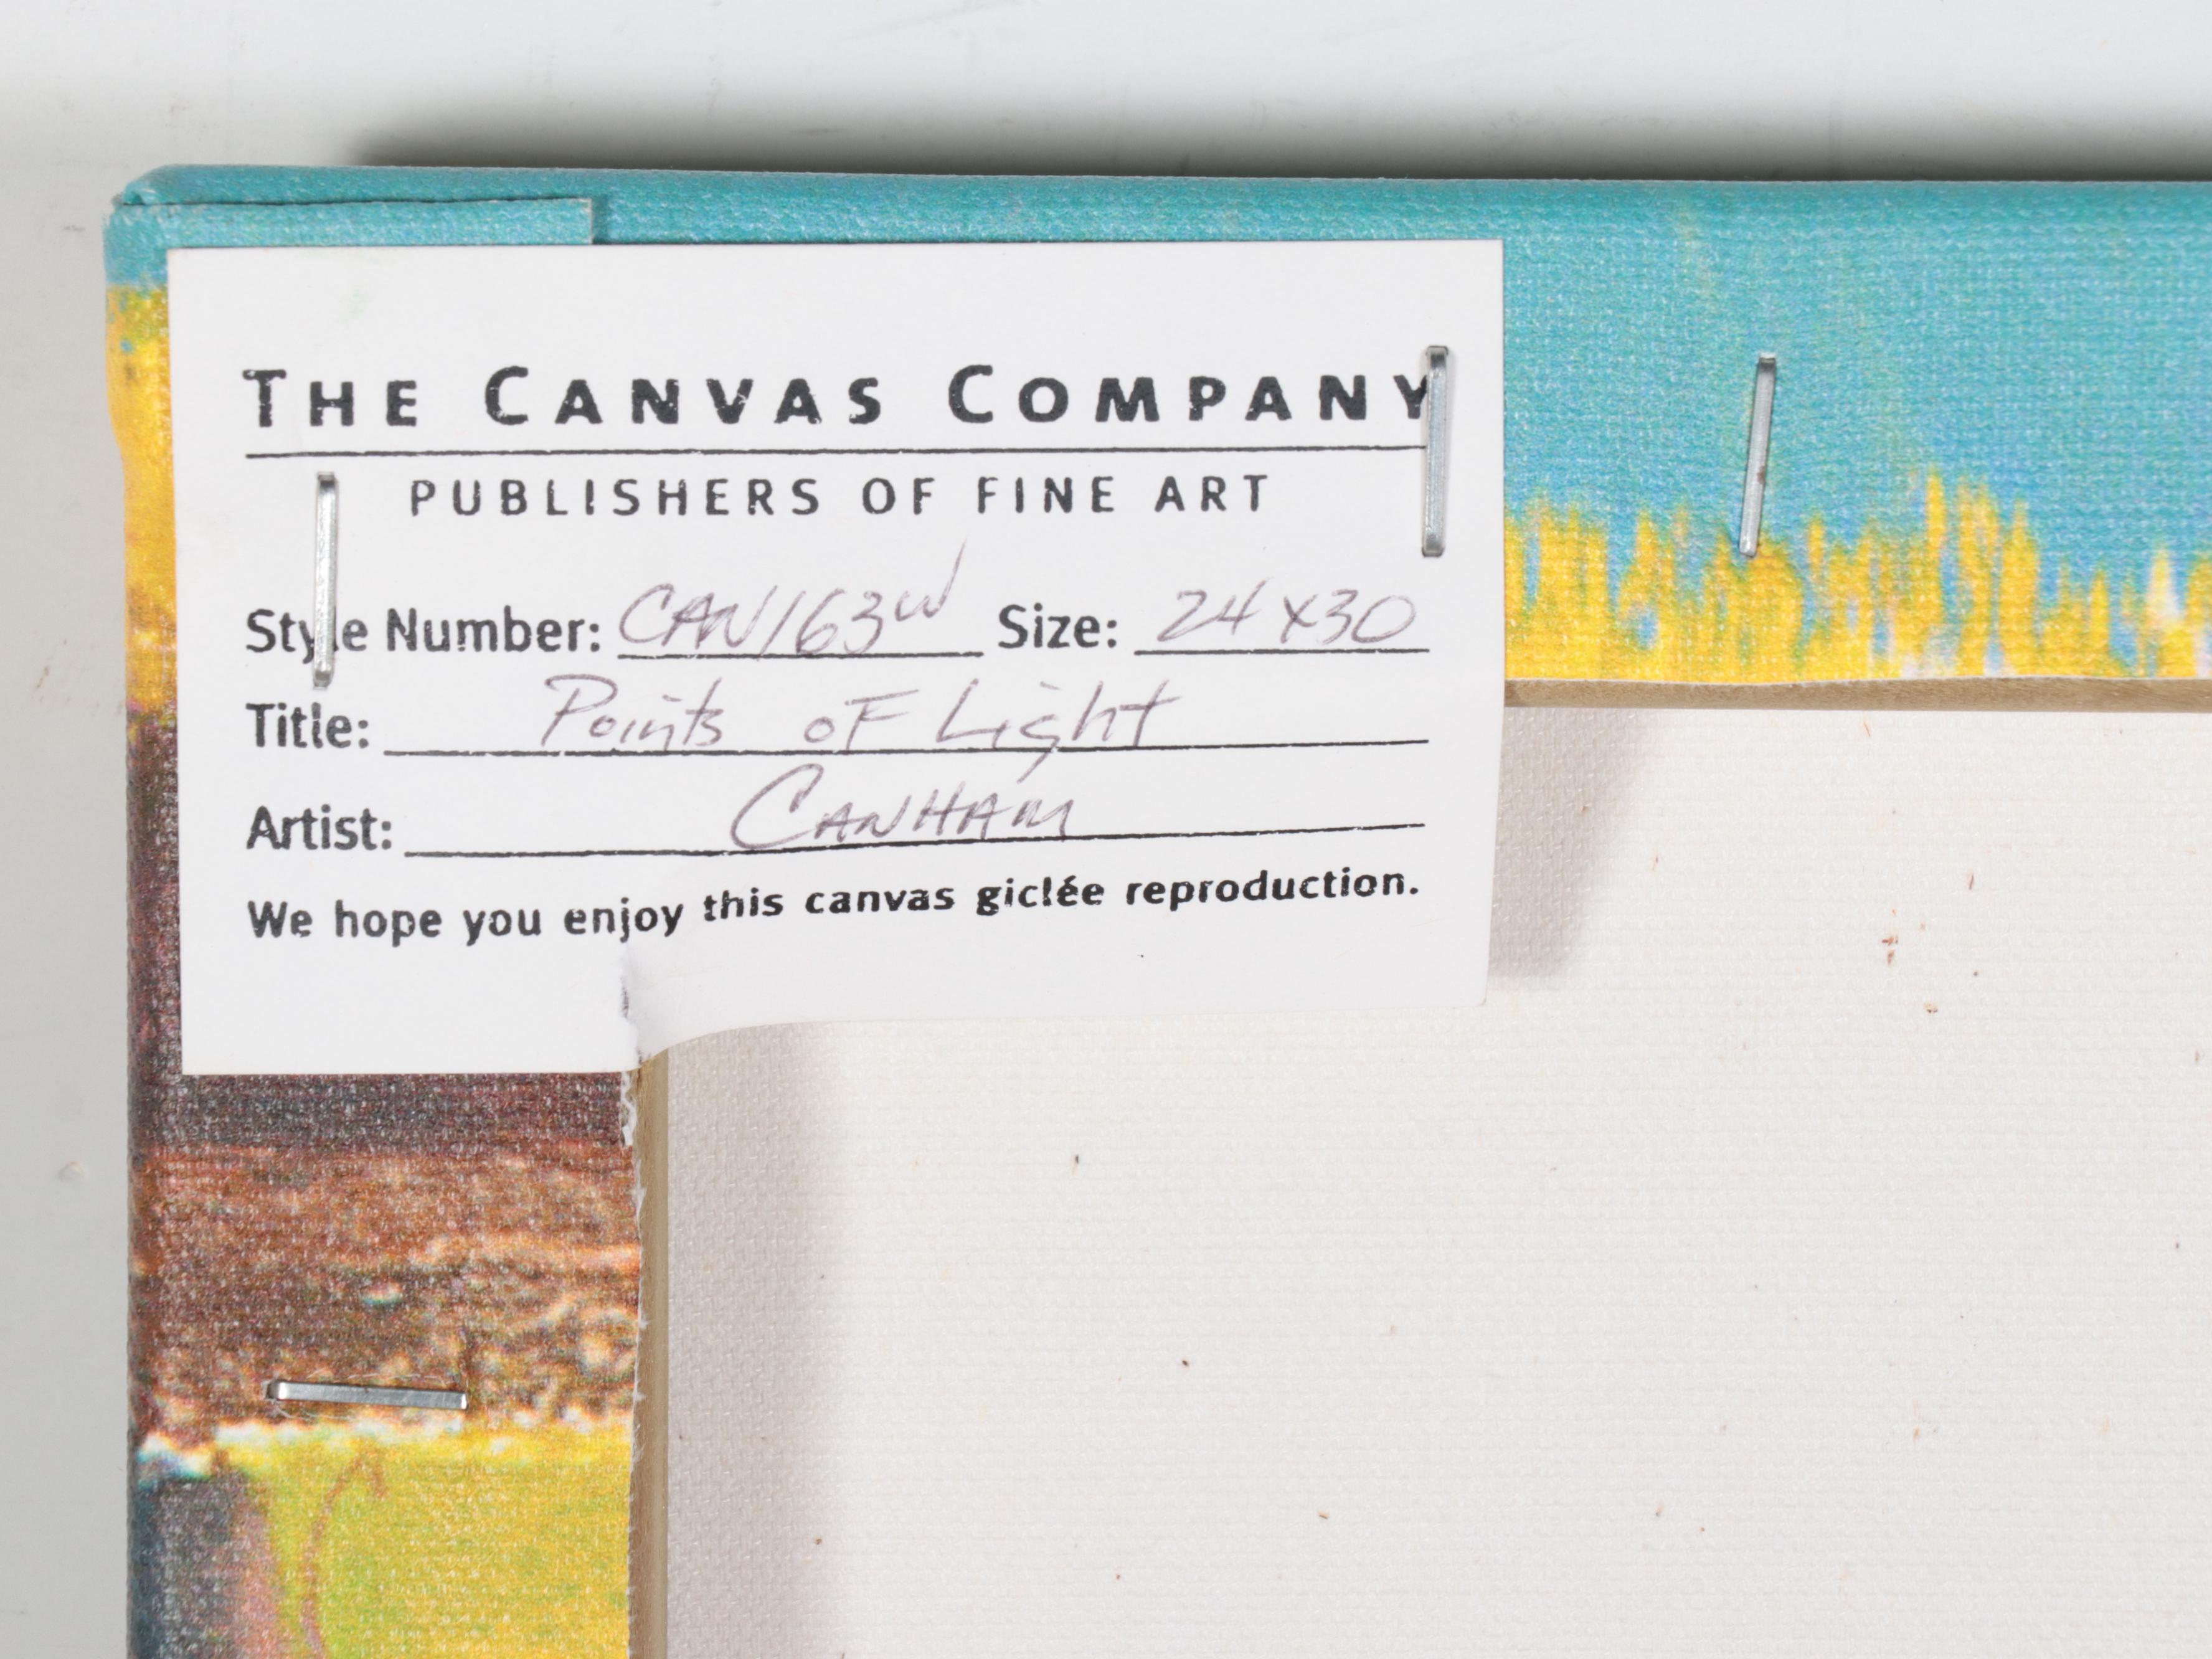 THE CANVAS COMPANY
PUBLISHERS OF FINE ART
Style Number: CAN163W Size: 24x30
Title: Points of Light
Artist: CANHAM
We hope you enjoy this canvas giclée reproduction.